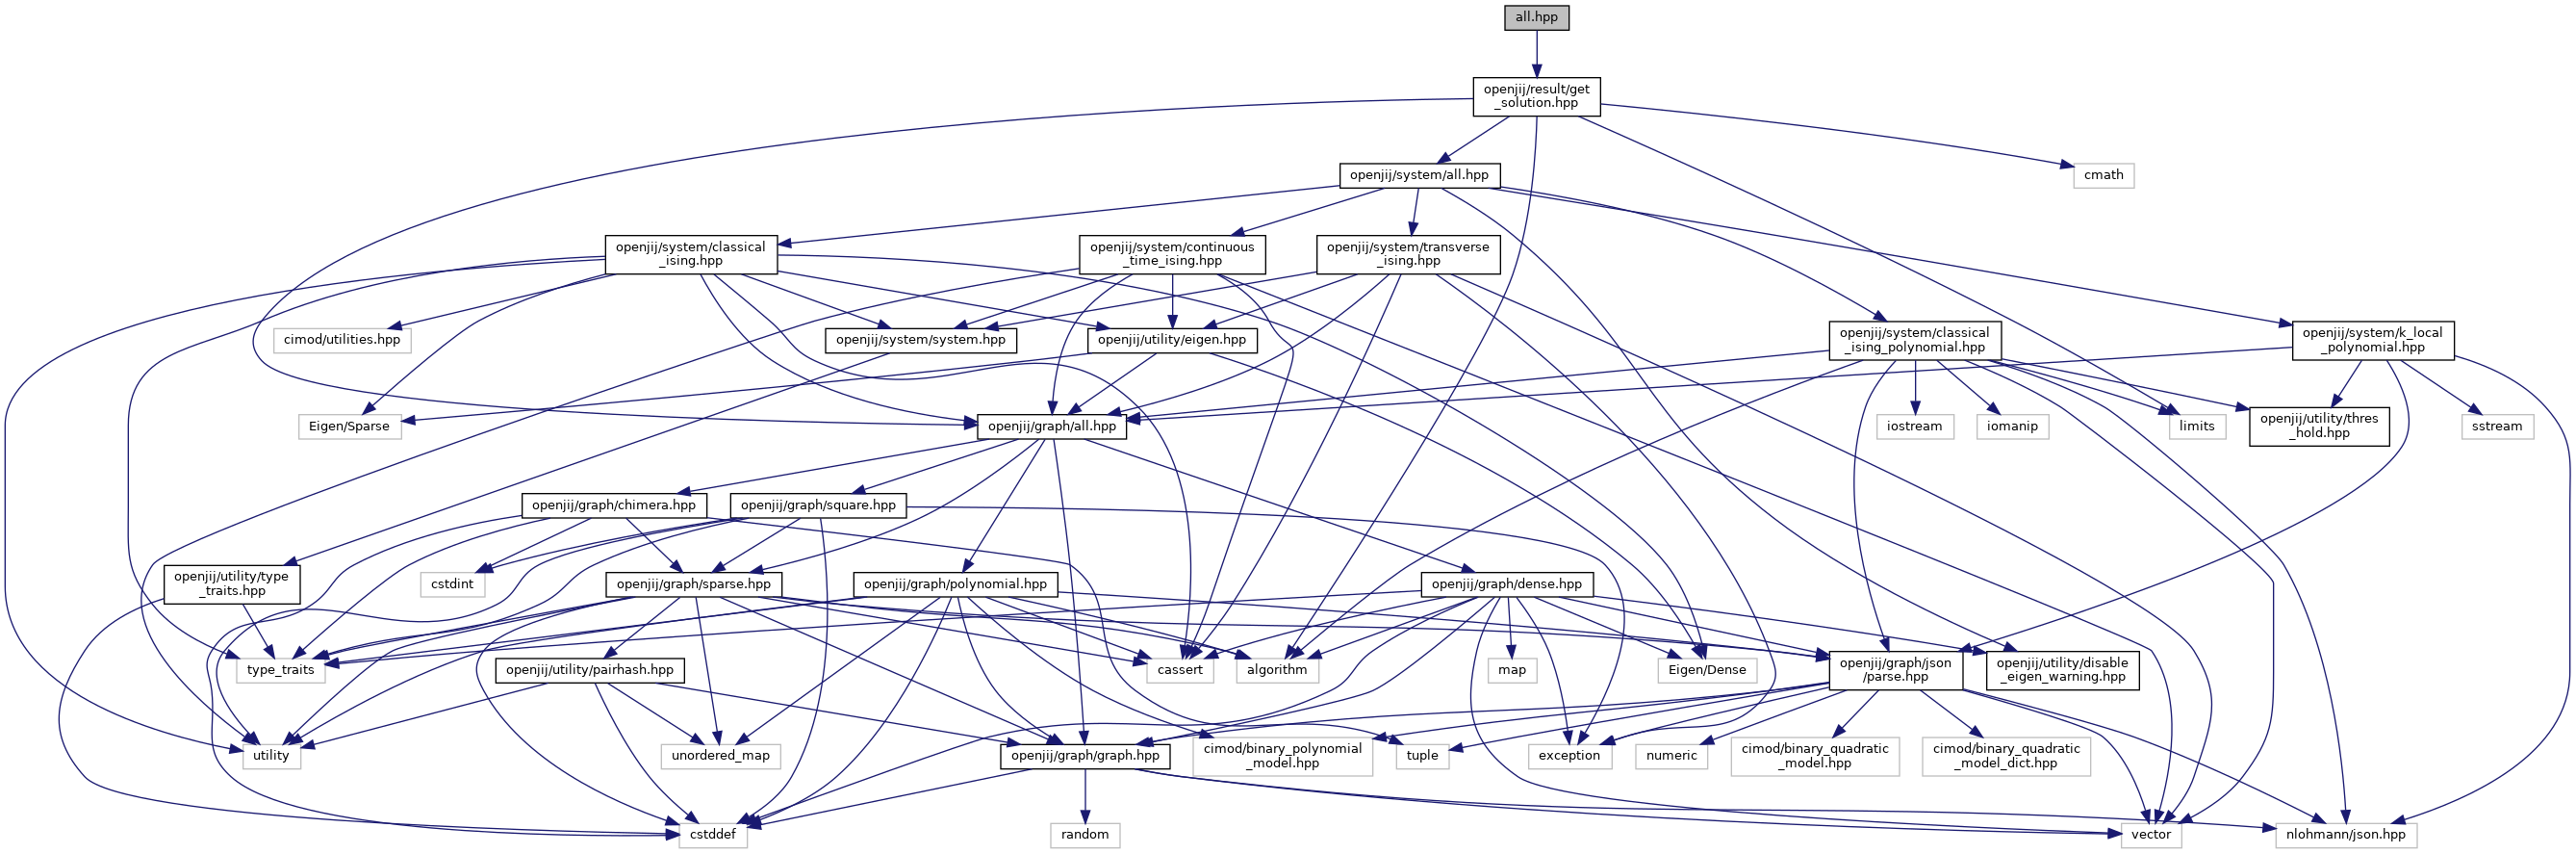 all.hpp
openjij/result/get
_solution.hpp
openjij/system/all.hpp
cmath
openjij/system/classical
_ising.hpp
openjij/system/continuous
_time_ising.hpp
openjij/system/transverse
_ising.hpp
cimod/utilities.hpp
openjij/system/system.hpp
openjij/utility/eigen.hpp
openjij/system/classical
_ising_polynomial.hpp
openjij/system/k_local
_polynomial.hpp
Eigen/Sparse
openjij/graph/all.hpp
iostream
iomanip
limits
openjij/utility/thres
_hold.hpp
sstream
openjij/graph/chimera.hpp
openjij/graph/square.hpp
openjij/utility/type
_traits.hpp
cstdint
openjij/graph/sparse.hpp
openjij/graph/polynomial.hpp
openjij/graph/dense.hpp
type_traits
openjij/utility/pairhash.hpp
cassert
algorithm
map
Eigen/Dense
openjij/graph/json
/parse.hpp
openjij/utility/disable
_eigen_warning.hpp
utility
unordered_map
openjij/graph/graph.hpp
cimod/binary_polynomial
_model.hpp
tuple
exception
numeric
cimod/binary_quadratic
_model.hpp
cimod/binary_quadratic
_model_dict.hpp
cstddef
random
vector
nlohmann/json.hpp